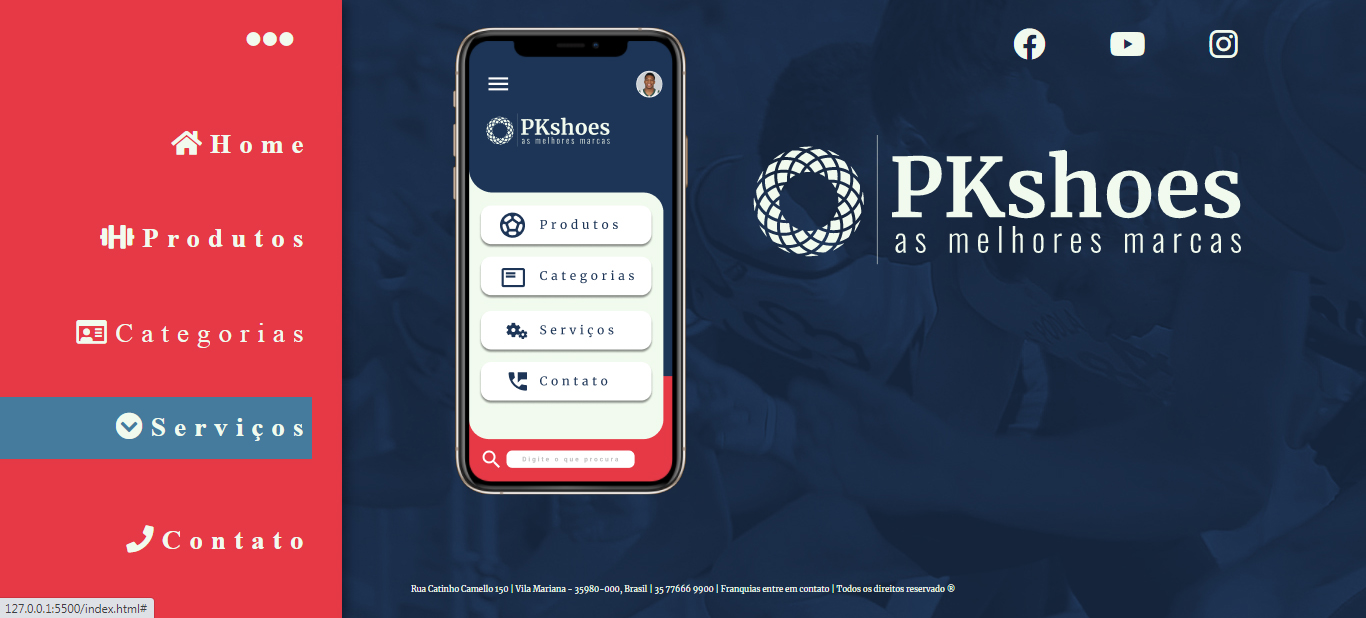 Home
Produtos
Categorias
Serviços
Contato
127.0.0.1:5500/index.html#
PKshoes
as melhores marcas
Produtos
Categorias
Serviços
Contato
Digite o que procura
PKshoes
as melhores marcas
Rua Catinho Camello 150 | Vila Mariana - 35980-000, Brasil | 35 77666 9900 | Franquias entre em contato | Todos os direitos reservado ®